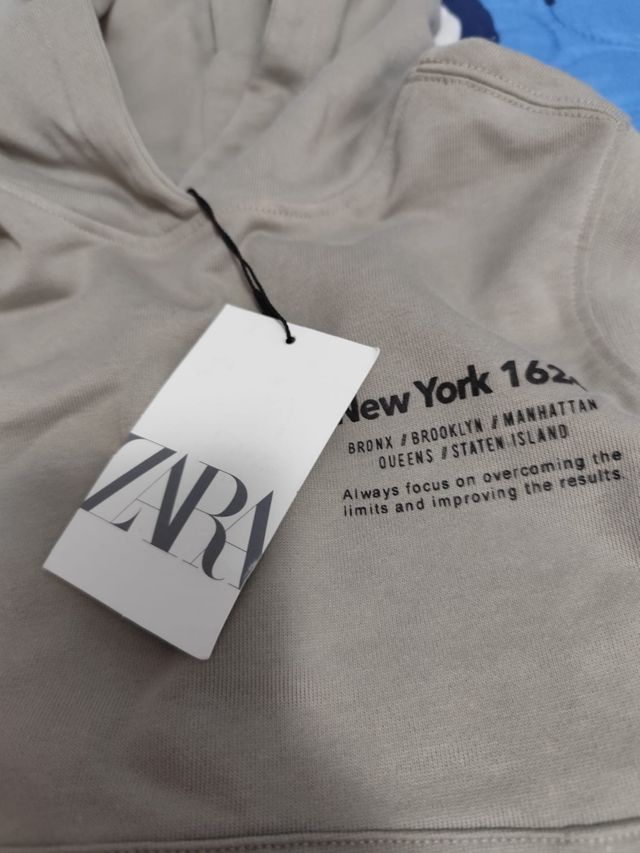 ZARA
New York
BRONX // BROOKLYN // MANHATTAN
QUEENS // STATEN ISLAND
Always focus on overcoming the
limits and improving the results